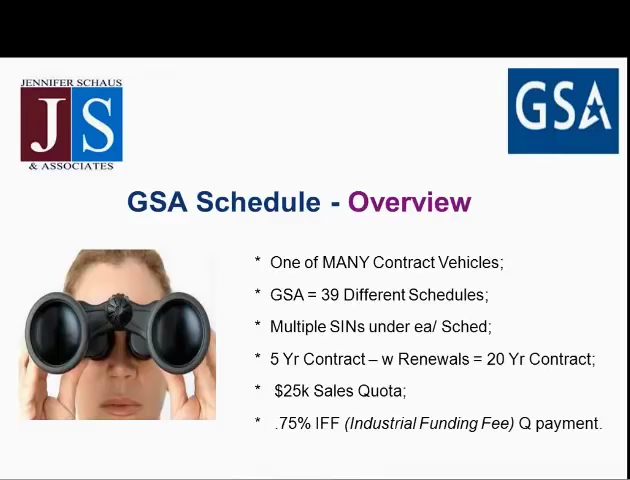 JENNIFER SCHAUS
JS
& ASSOCIATES
GSA
GSA Schedule - Overview
* One of MANY Contract Vehicles;
* GSA = 39 Different Schedules;
* Multiple SINs under ea/ Sched;
* 5 Yr Contract – w Renewals = 20 Yr Contract;
* $25k Sales Quota;
* .75% IFF (Industrial Funding Fee) Q payment.